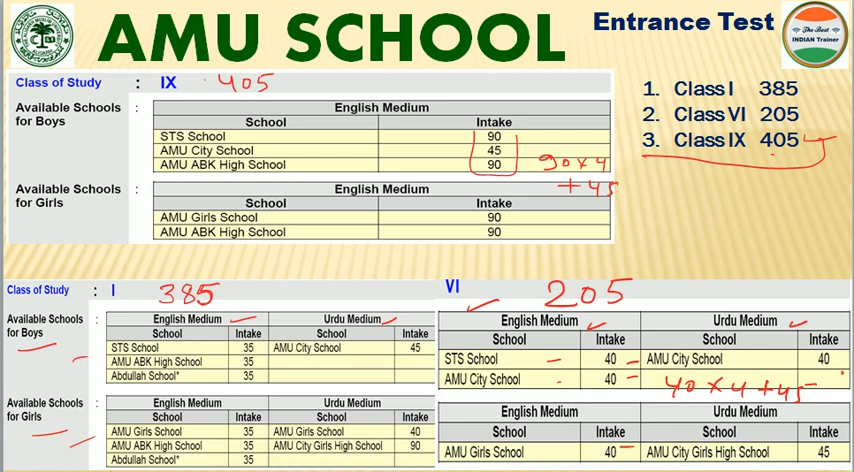 AMU SCHOOL
Entrance Test
The Best
INDIAN Trainer
1. Class I 385
2. Class VI 205
3. Class IX 405
Class of Study : IX 405
Available Schools for Boys :
English Medium
School Intake
STS School 90
AMU City School 45
AMU ABK High School 90
90 x 4
+ 45
Available Schools for Girls :
English Medium
School Intake
AMU Girls School 90
AMU ABK High School 90
Class of Study : I 385
Available Schools for Boys :
English Medium Urdu Medium
School Intake School Intake
STS School 35 AMU City School 45
AMU ABK High School 35
Abdullah School* 35
Available Schools for Girls :
English Medium Urdu Medium
School Intake School Intake
AMU Girls School 35 AMU Girls School 40
AMU ABK High School 35 AMU City Girls High School 90
Abdullah School* 35
VI 205
English Medium Urdu Medium
School Intake School Intake
STS School 40 AMU City School 40
AMU City School 40
40 x 4 + 45
English Medium Urdu Medium
School Intake School Intake
AMU Girls School 40 AMU City Girls High School 45